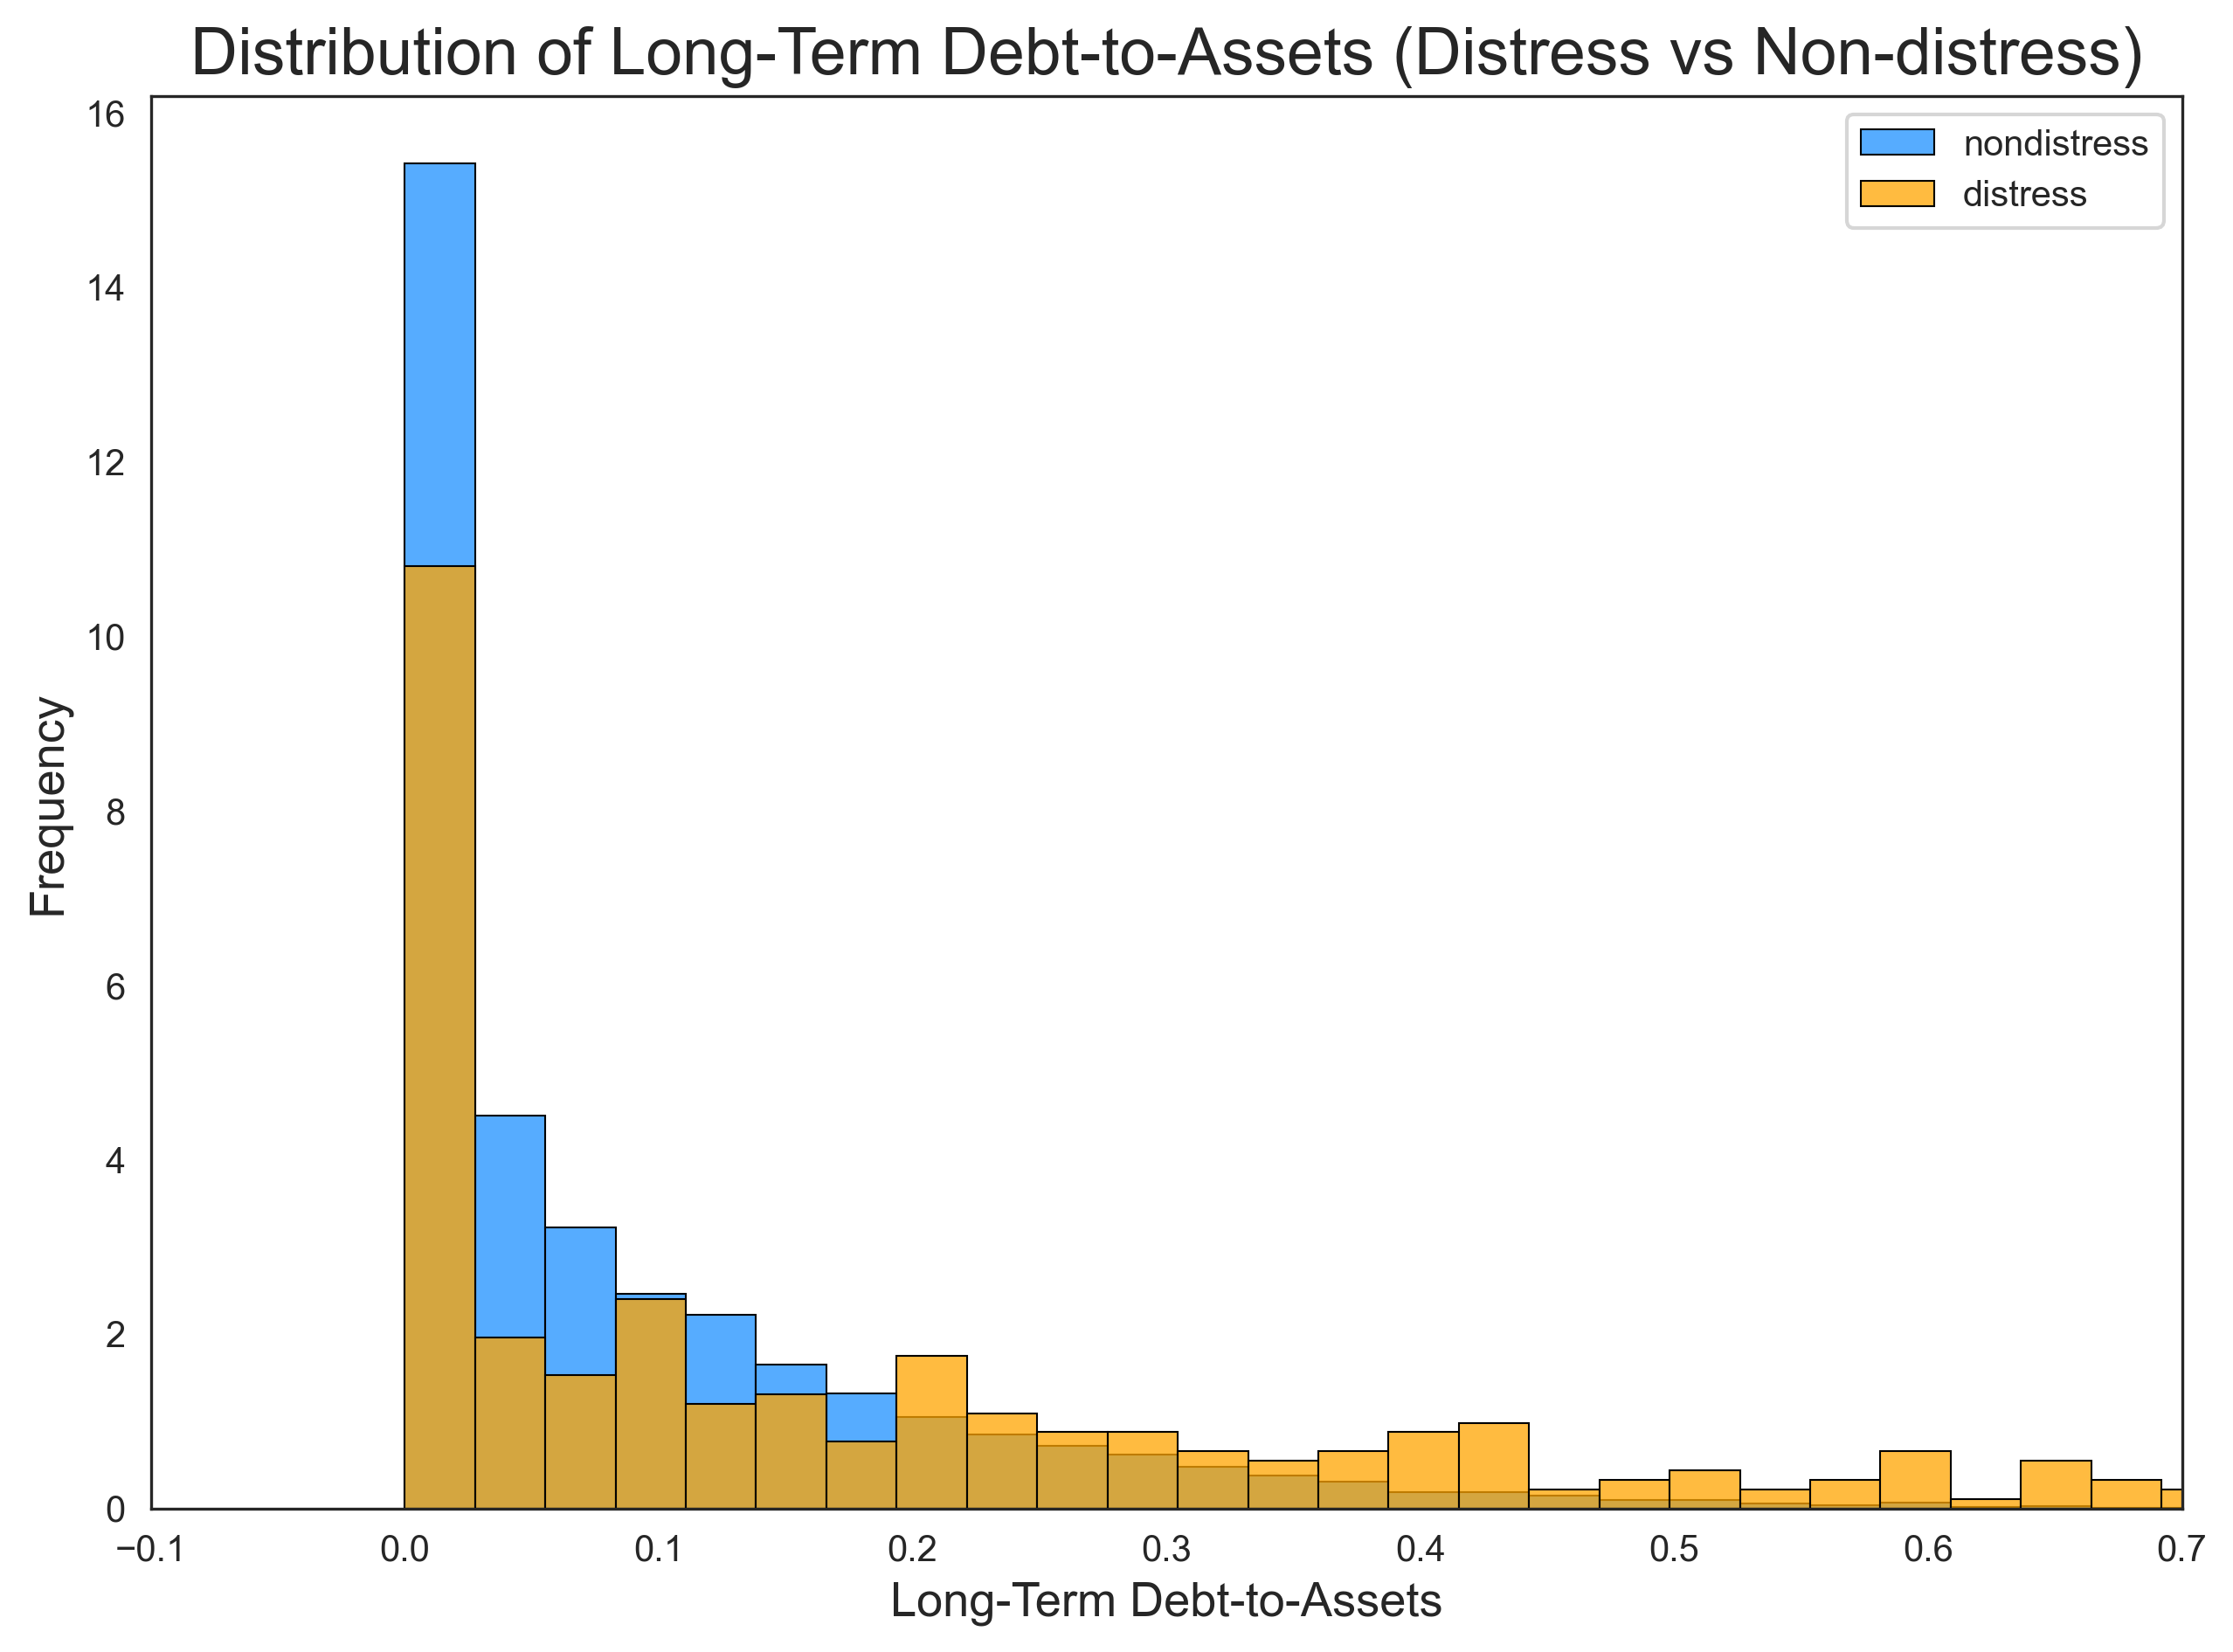 Distribution of Long-Term Debt-to-Assets (Distress vs Non-distress)
nondistress
distress
Frequency
16
14
12
10
8
6
4
2
0
−0.1 0.0 0.1 0.2 0.3 0.4 0.5 0.6 0.7
Long-Term Debt-to-Assets